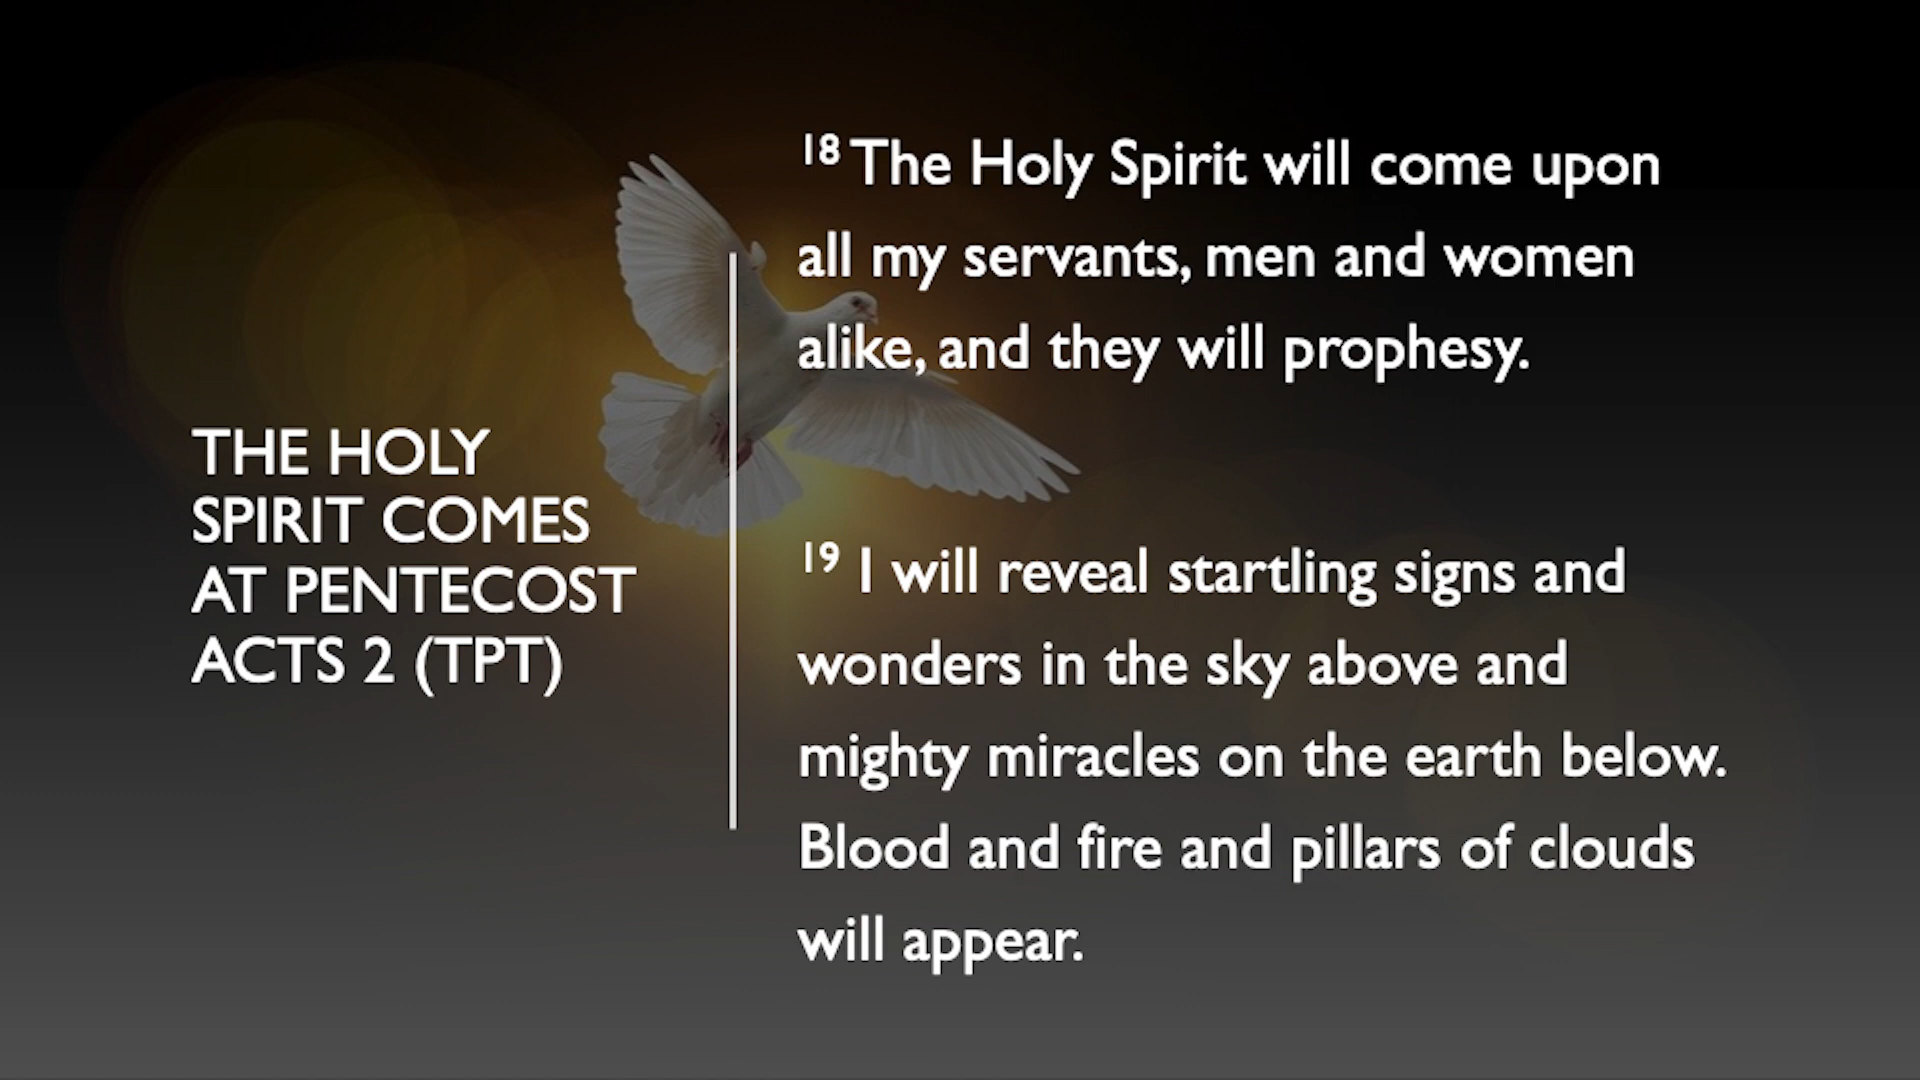 THE HOLY
SPIRIT COMES
AT PENTECOST
ACTS 2 (TPT)
18 The Holy Spirit will come upon
all my servants, men and women
alike, and they will prophesy.
19 I will reveal startling signs and
wonders in the sky above and
mighty miracles on the earth below.
Blood and fire and pillars of clouds
will appear.